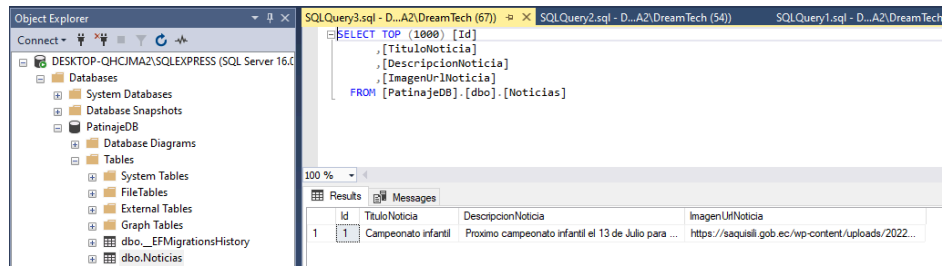 Object Explorer
Connect
DESKTOP-QHCJMA2\SQLEXPRESS (SQL Server 16.0
Databases
System Databases
Database Snapshots
PatinajeDB
Database Diagrams
Tables
System Tables
FileTables
External Tables
Graph Tables
dbo.__EFMigrationsHistory
dbo.Noticias
SQLQuery3.sql - D...A2\DreamTech (67)) SQLQuery2.sql - D...A2\DreamTech (54)) SQLQuery1.sql - D...A2\DreamTech
SELECT TOP (1000) [Id]
,[TituloNoticia]
,[DescripcionNoticia]
,[ImagenUrlNoticia]
FROM [PatinajeDB].[dbo].[Noticias]
100 %
Results Messages
Id TituloNoticia DescripcionNoticia ImagenUrlNoticia
1 1 Campeonato infantil Proximo campeonato infantil el 13 de Julio para ... https://saquisili.gob.ec/wp-content/uploads/2022...